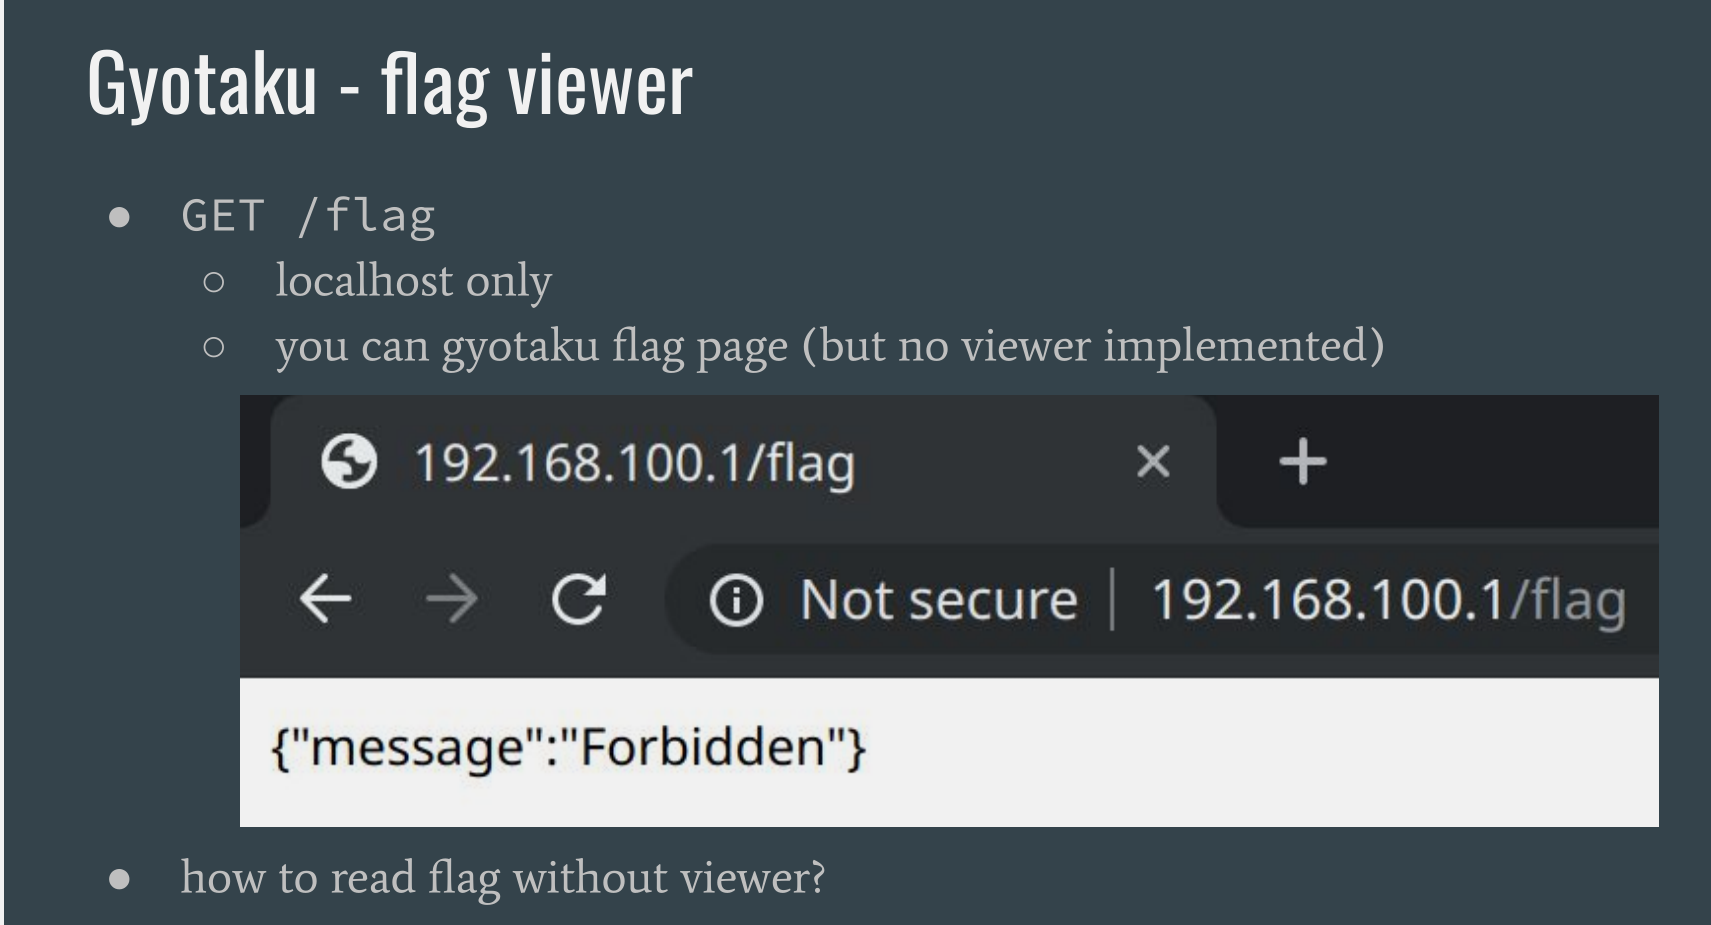 Gyotaku - flag viewer
● GET /flag
○ localhost only
○ you can gyotaku flag page (but no viewer implemented)
192.168.100.1/flag
Not secure | 192.168.100.1/flag
{"message":"Forbidden"}
● how to read flag without viewer?